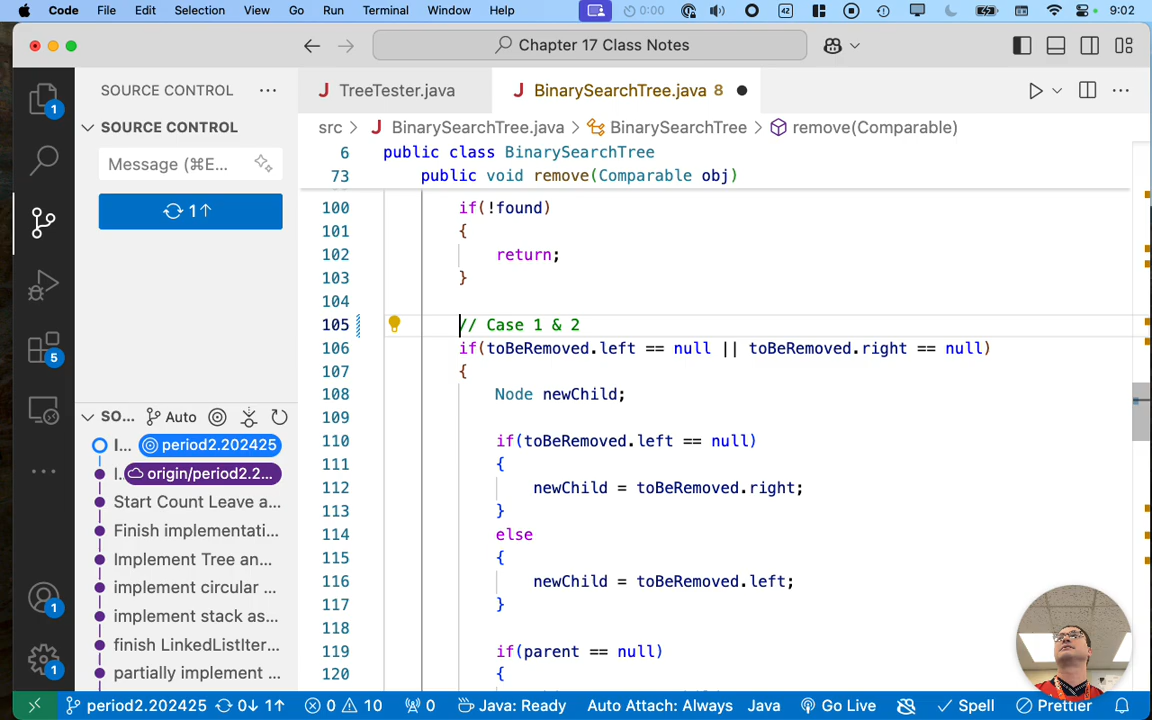 Code File Edit Selection View Go Run Terminal Window Help 0:00 42 9:02
Chapter 17 Class Notes
SOURCE CONTROL ···
TreeTester.java
BinarySearchTree.java 8
src > BinarySearchTree.java > BinarySearchTree > remove(Comparable)
SOURCE CONTROL
Message (⌘E...
1↑
6 public class BinarySearchTree
73 public void remove(Comparable obj)
100 if(!found)
101 {
102 return;
103 }
104
105 // Case 1 & 2
106 if(toBeRemoved.left == null || toBeRemoved.right == null)
107 {
108 Node newChild;
109
110 if(toBeRemoved.left == null)
111 {
112 newChild = toBeRemoved.right;
113 }
114 else
115 {
116 newChild = toBeRemoved.left;
117 }
118
119 if(parent == null)
120 {
1
5
1
1
SO... Auto
I... period2.202425
I.. origin/period2.2...
Start Count Leave a...
Finish implementati...
Implement Tree an...
implement circular ...
implement stack as...
finish LinkedListIter...
partially implement ...
period2.202425 0↓ 1↑ 0 10 0 Java: Ready Auto Attach: Always Java Go Live Spell Prettier